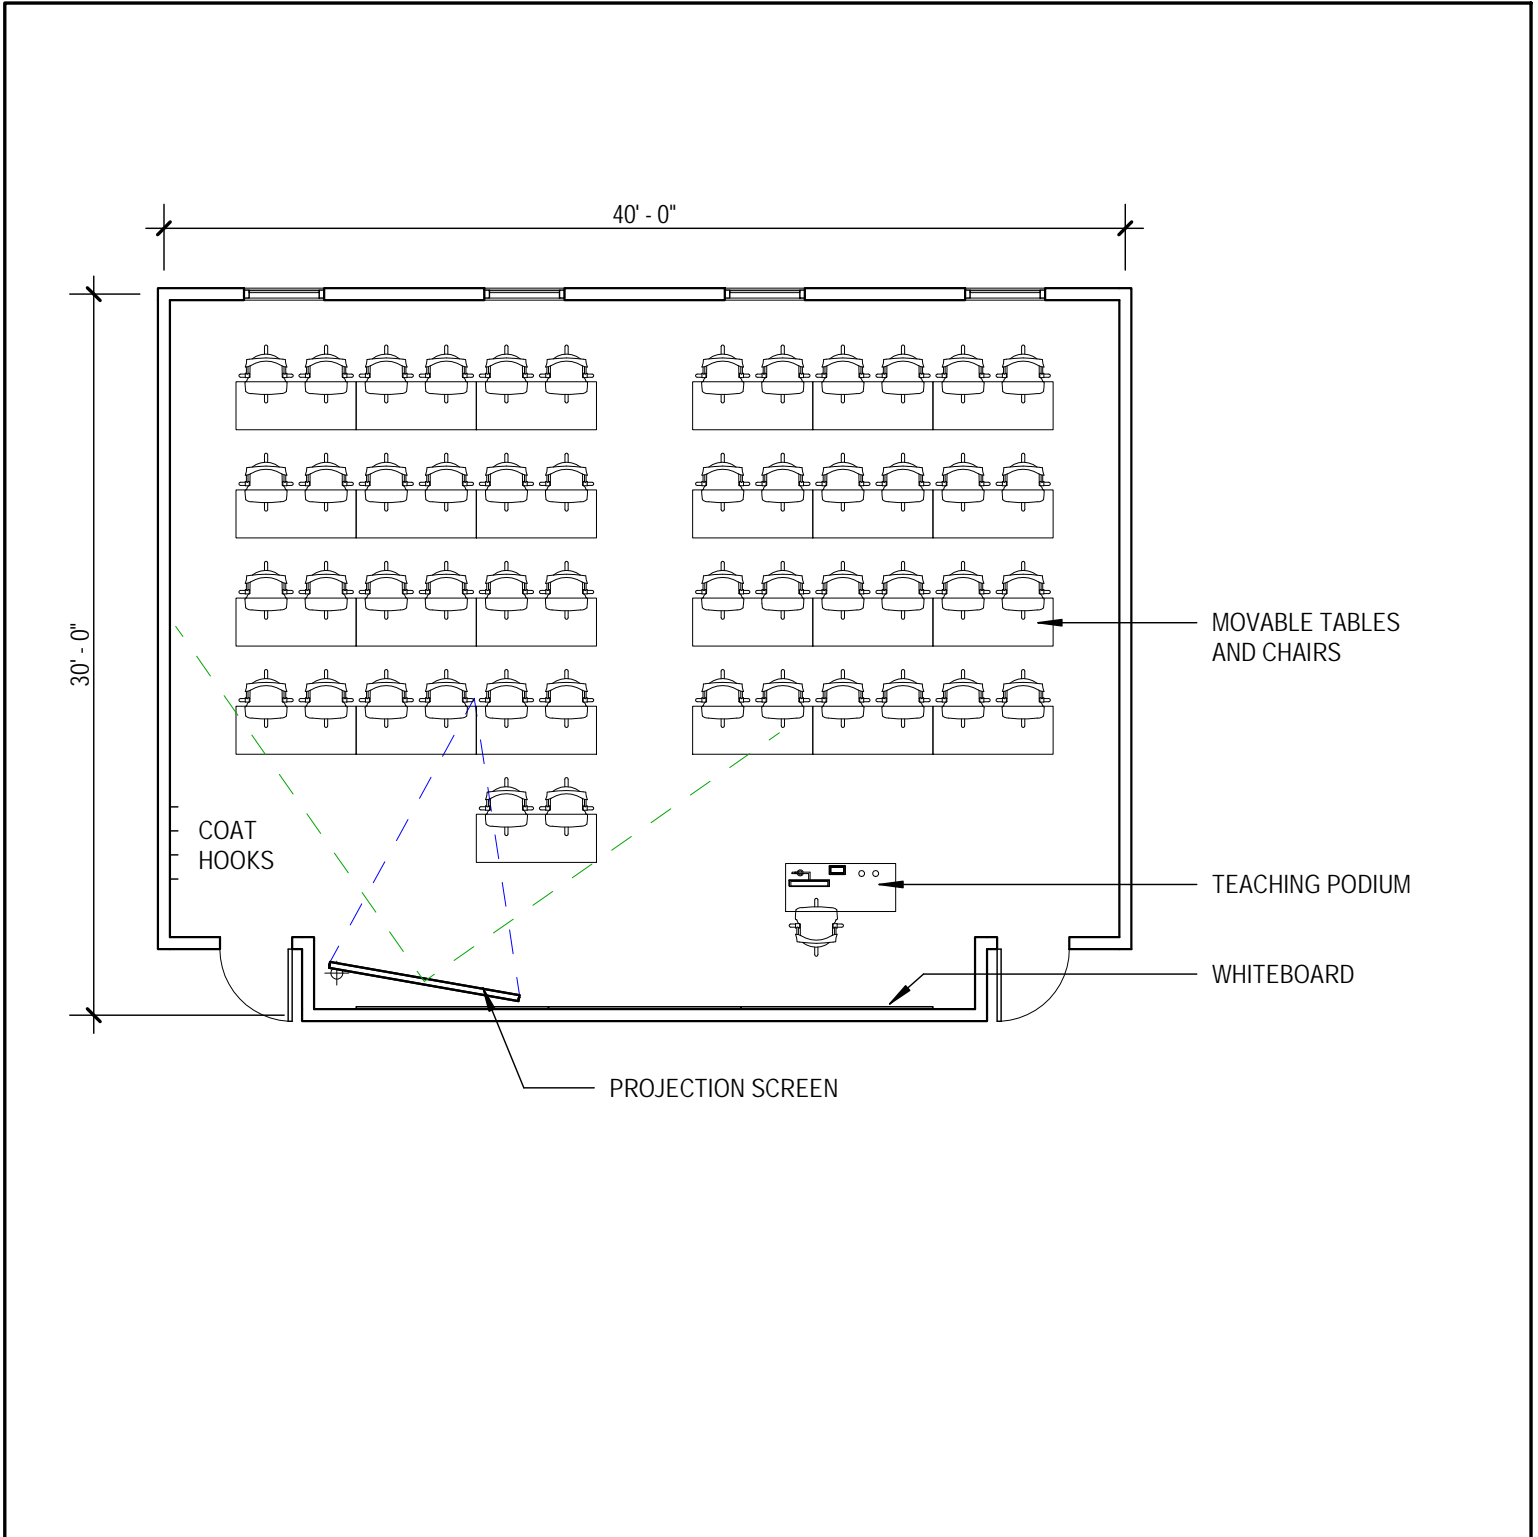 40' - 0"
30' - 0"
MOVABLE TABLES
AND CHAIRS
COAT
HOOKS
TEACHING PODIUM
WHITEBOARD
PROJECTION SCREEN